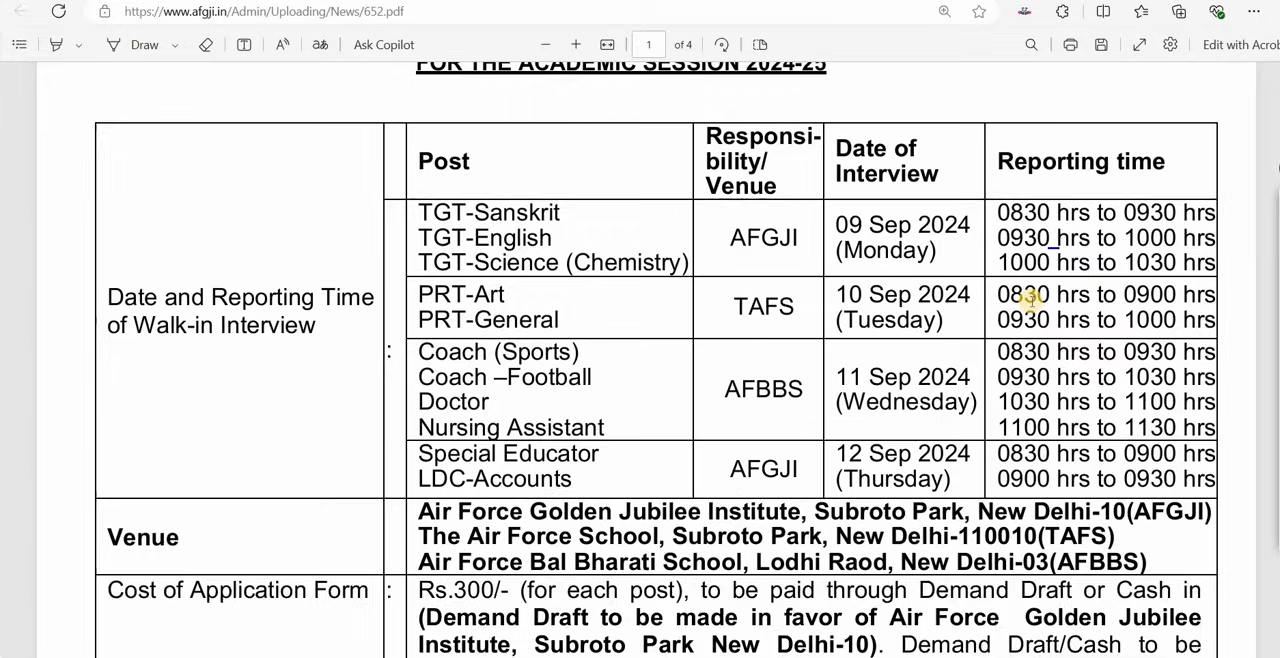 https://www.afgji.in/Admin/Uploading/News/652.pdf
Draw
Ask Copilot
1 of 4
Edit with Acrob
FOR THE ACADEMIC SESSION 2024-25
Post
Responsi-
bility/
Venue
Date of
Interview
Reporting time
Date and Reporting Time
of Walk-in Interview
:
TGT-Sanskrit
TGT-English
TGT-Science (Chemistry)
AFGJI
09 Sep 2024
(Monday)
0830 hrs to 0930 hrs
0930 hrs to 1000 hrs
1000 hrs to 1030 hrs
PRT-Art
PRT-General
TAFS
10 Sep 2024
(Tuesday)
0830 hrs to 0900 hrs
0930 hrs to 1000 hrs
Coach (Sports)
Coach –Football
Doctor
Nursing Assistant
AFBBS
11 Sep 2024
(Wednesday)
0830 hrs to 0930 hrs
0930 hrs to 1030 hrs
1030 hrs to 1100 hrs
1100 hrs to 1130 hrs
Special Educator
LDC-Accounts
AFGJI
12 Sep 2024
(Thursday)
0830 hrs to 0900 hrs
0900 hrs to 0930 hrs
Venue
Air Force Golden Jubilee Institute, Subroto Park, New Delhi-10(AFGJI)
The Air Force School, Subroto Park, New Delhi-110010(TAFS)
Air Force Bal Bharati School, Lodhi Raod, New Delhi-03(AFBBS)
Cost of Application Form :
Rs.300/- (for each post), to be paid through Demand Draft or Cash in
(Demand Draft to be made in favor of Air Force Golden Jubilee
Institute, Subroto Park New Delhi-10). Demand Draft/Cash to be